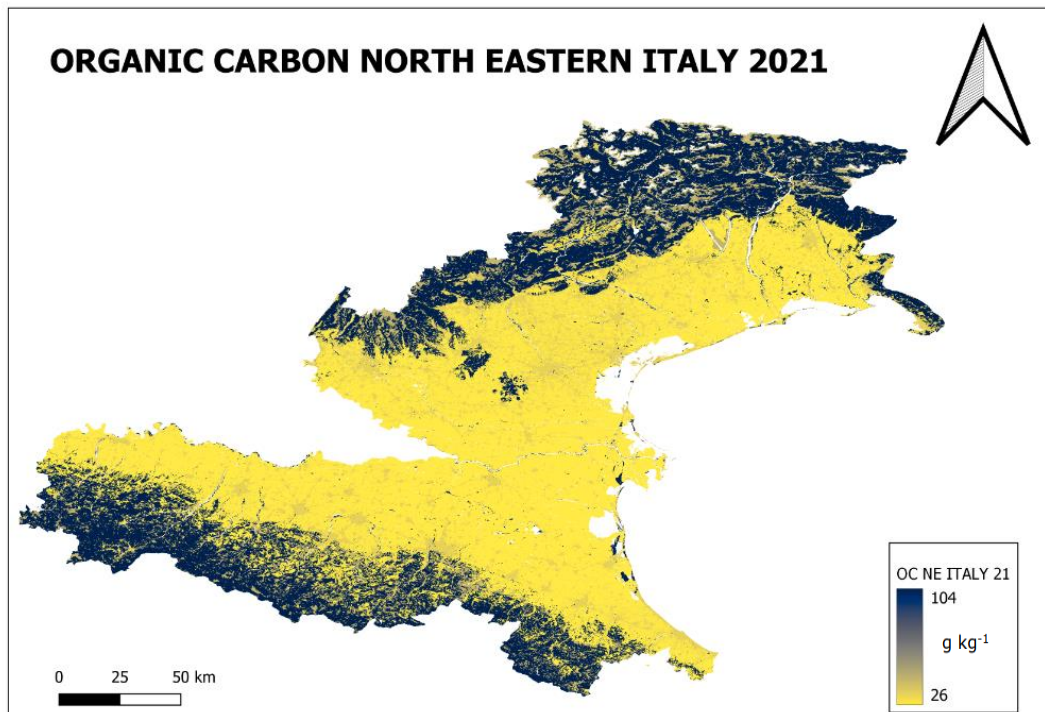 ORGANIC CARBON NORTH EASTERN ITALY 2021
OC NE ITALY 21
104
g kg⁻¹
26
0 25 50 km